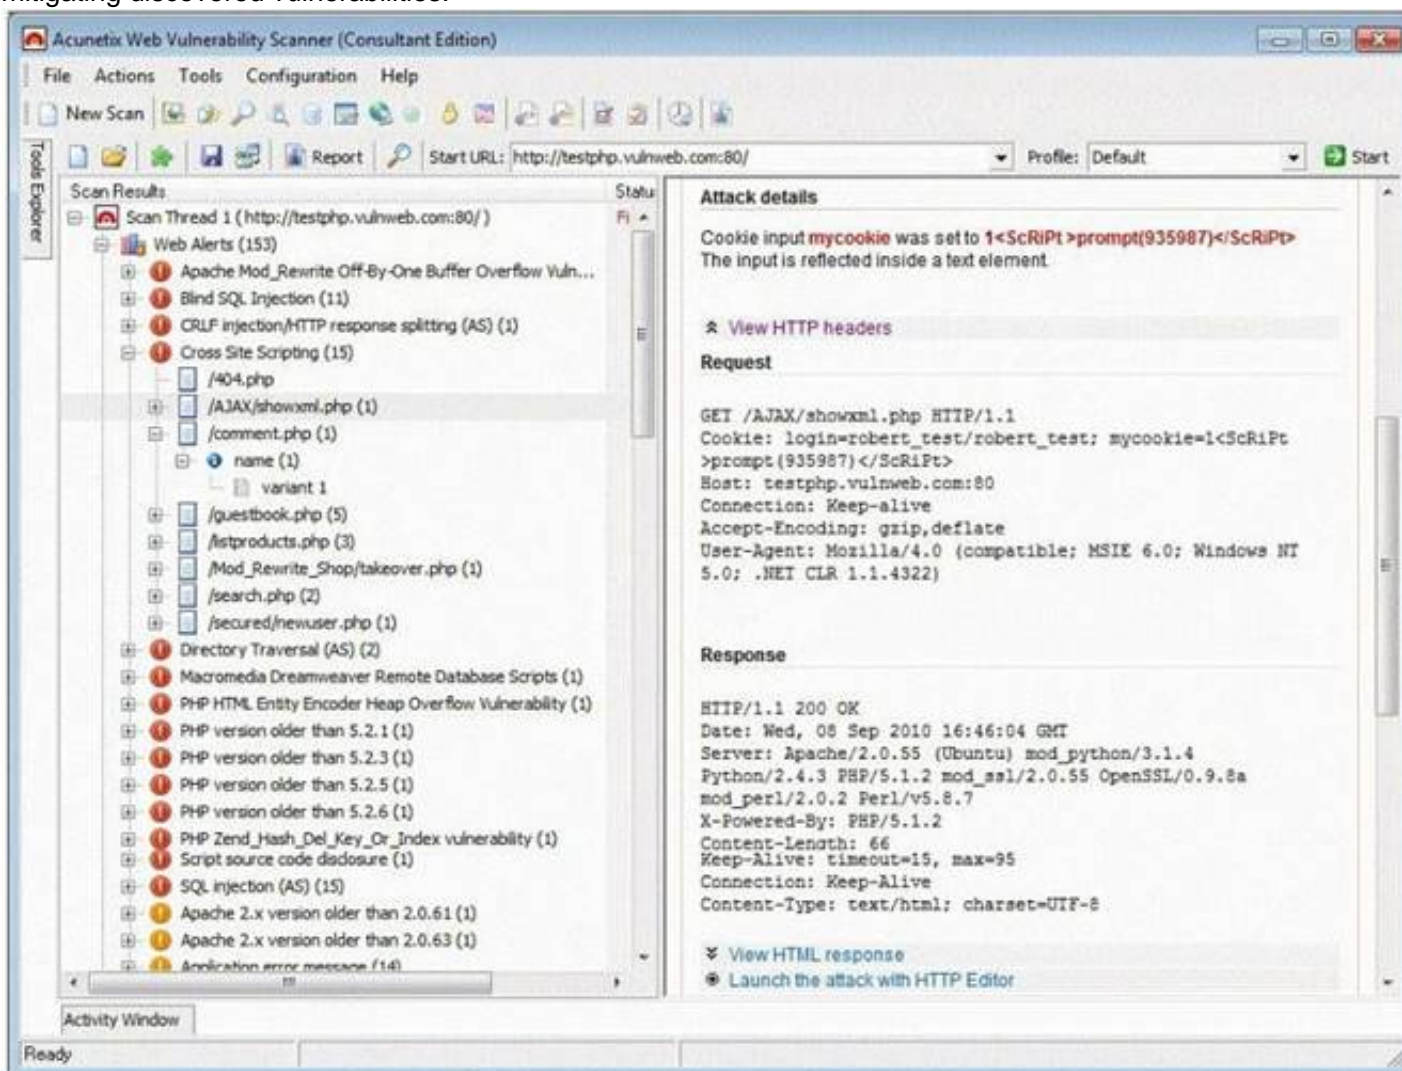 mitigating discovered vulnerabilities.
Acunetix Web Vulnerability Scanner (Consultant Edition)
File Actions Tools Configuration Help
New Scan
Report Start URL: http://testphp.vulnweb.com:80/ Profile: Default Start
Tools Explorer
Scan Results Statu
Scan Thread 1 ( http://testphp.vulnweb.com:80/ ) Fi
Web Alerts (153)
Apache Mod_Rewrite Off-By-One Buffer Overflow Vuln...
Blind SQL Injection (11)
CRLF injection/HTTP response splitting (AS) (1)
Cross Site Scripting (15)
/404.php
/AJAX/showxml.php (1)
/comment.php (1)
name (1)
variant 1
/guestbook.php (5)
/listproducts.php (3)
/Mod_Rewrite_Shop/takeover.php (1)
/search.php (2)
/secured/newuser.php (1)
Directory Traversal (AS) (2)
Macromedia Dreamweaver Remote Database Scripts (1)
PHP HTML Entity Encoder Heap Overflow Vulnerability (1)
PHP version older than 5.2.1 (1)
PHP version older than 5.2.3 (1)
PHP version older than 5.2.5 (1)
PHP version older than 5.2.6 (1)
PHP Zend_Hash_Del_Key_Or_Index vulnerability (1)
Script source code disclosure (1)
SQL injection (AS) (15)
Apache 2.x version older than 2.0.61 (1)
Apache 2.x version older than 2.0.63 (1)
Application error message (14)
Attack details
Cookie input mycookie was set to 1<ScRiPt >prompt(935987)</ScRiPt>
The input is reflected inside a text element.
View HTTP headers
Request
GET /AJAX/showxml.php HTTP/1.1
Cookie: login=robert_test/robert_test; mycookie=1<ScRiPt
>prompt(935987)</ScRiPt>
Host: testphp.vulnweb.com:80
Connection: Keep-alive
Accept-Encoding: gzip,deflate
User-Agent: Mozilla/4.0 (compatible; MSIE 6.0; Windows NT
5.0; .NET CLR 1.1.4322)
Response
HTTP/1.1 200 OK
Date: Wed, 08 Sep 2010 16:46:04 GMT
Server: Apache/2.0.55 (Ubuntu) mod_python/3.1.4
Python/2.4.3 PHP/5.1.2 mod_ssl/2.0.55 OpenSSL/0.9.8a
mod_perl/2.0.2 Perl/v5.8.7
X-Powered-By: PHP/5.1.2
Content-Length: 66
Keep-Alive: timeout=15, max=95
Connection: Keep-Alive
Content-Type: text/html; charset=UTF-8
View HTML response
Launch the attack with HTTP Editor
Activity Window
Ready